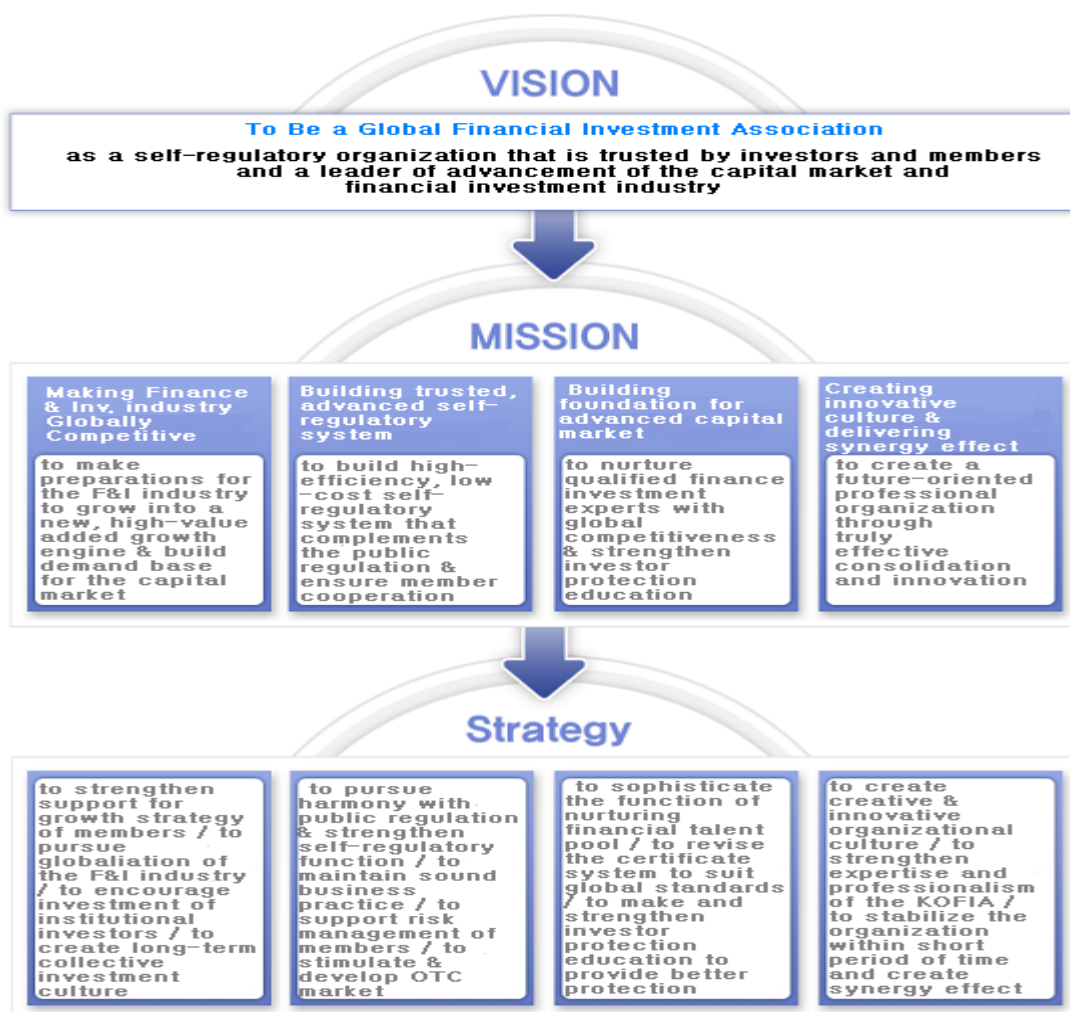 VISION
To Be a Global Financial Investment Association
as a self-regulatory organization that is trusted by investors and members
and a leader of advancement of the capital market and
financial investment industry
MISSION
Making Finance
& Inv. industry
Globally
Competitive
to make
preparations for
the F&I industry
to grow into a
new, high-value
added growth
engine & build
demand base
for the capital
market
Building trusted,
advanced self-
regulatory
system
to build high-
efficiency, low
-cost self-
regulatory
system that
complements
the public
regulation &
ensure member
cooperation
Building
foundation for
advanced capital
market
to nurture
qualified finance
investment
experts with
global
competitiveness
& strengthen
investor
protection
education
Creating
innovative
culture &
delivering
synergy effect
to create a
future-oriented
professional
organization
through
truly
effective
consolidation
and innovation
Strategy
to strengthen
support for
growth strategy
of members / to
pursue
globaliation of
the F&I industry
/ to encourage
investment of
institutional
investors / to
create long-term
collective
investment
culture
to pursue
harmony with
public regulation
& strengthen
self-regulatory
function / to
maintain sound
business
practice / to
support risk
management of
members / to
stimulate &
develop OTC
market
to sophisticate
the function of
nurturing
financial talent
pool / to revise
the certificate
system to suit
global standards
/ to make and
strengthen
investor
protection
education to
provide better
protection
to create
creative &
innovative
organizational
culture / to
strengthen
expertise and
professionalism
of the KOFIA /
to stabilize the
organization
within short
period of time
and create
synergy effect